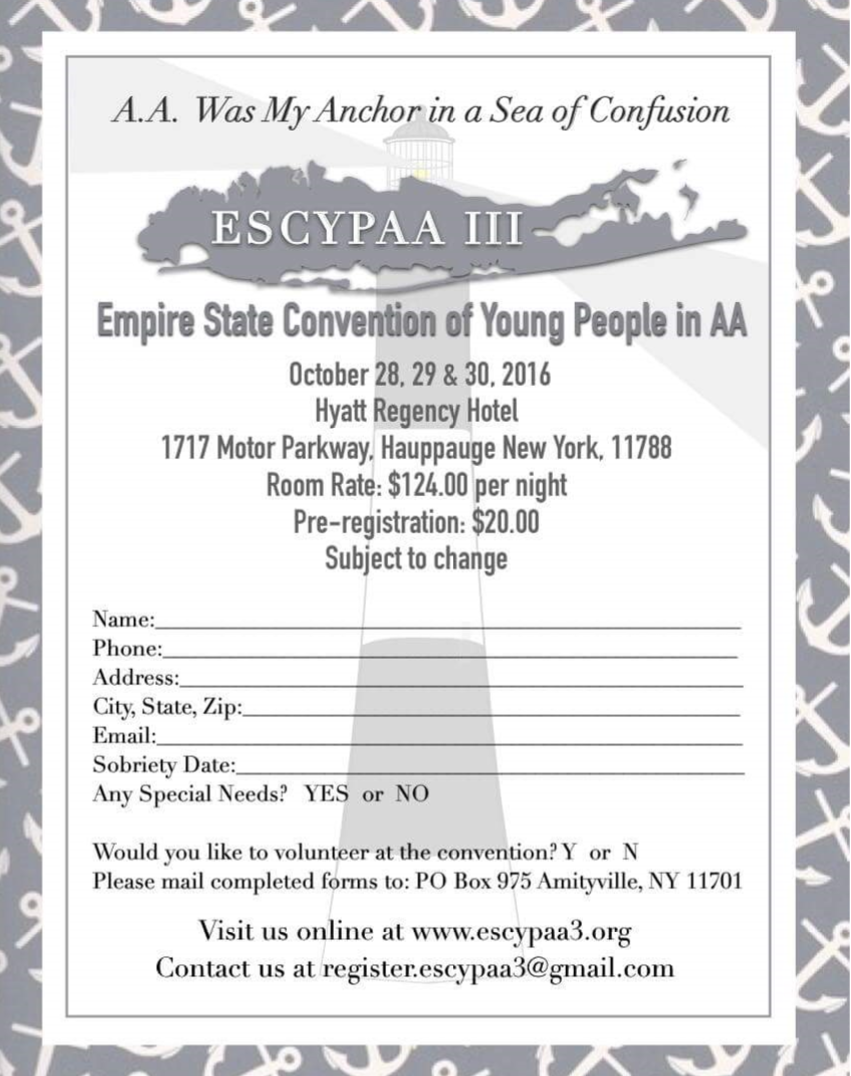 A.A. Was My Anchor in a Sea of Confusion
ESCYPAA III
Empire State Convention of Young People in AA
October 28, 29 & 30, 2016
Hyatt Regency Hotel
1717 Motor Parkway, Hauppauge New York, 11788
Room Rate: $124.00 per night
Pre-registration: $20.00
Subject to change
Name:
Phone:
Address:
City, State, Zip:
Email:
Sobriety Date:
Any Special Needs? YES or NO
Would you like to volunteer at the convention? Y or N
Please mail completed forms to: PO Box 975 Amityville, NY 11701
Visit us online at www.escypaa3.org
Contact us at register.escypaa3@gmail.com